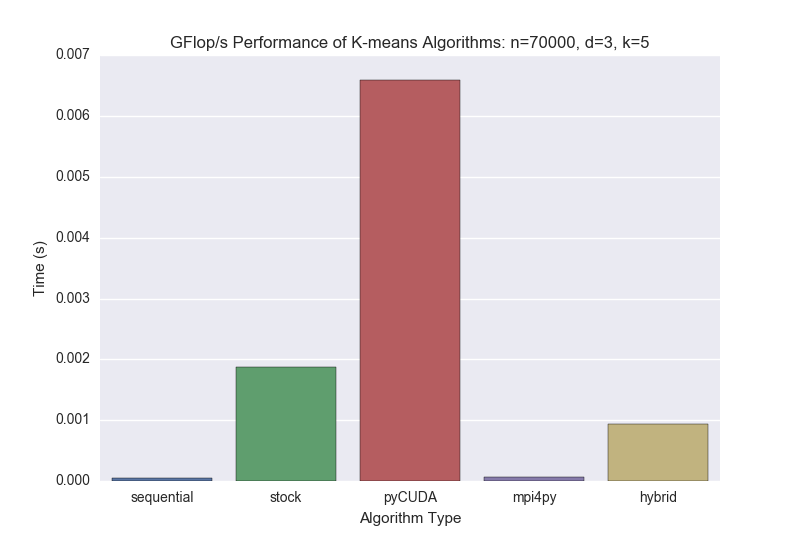 GFlop/s Performance of K-means Algorithms: n=70000, d=3, k=5
0.007
0.006
0.005
0.004
0.003
0.002
0.001
0.000
Time (s)
sequential stock pyCUDA mpi4py hybrid
Algorithm Type